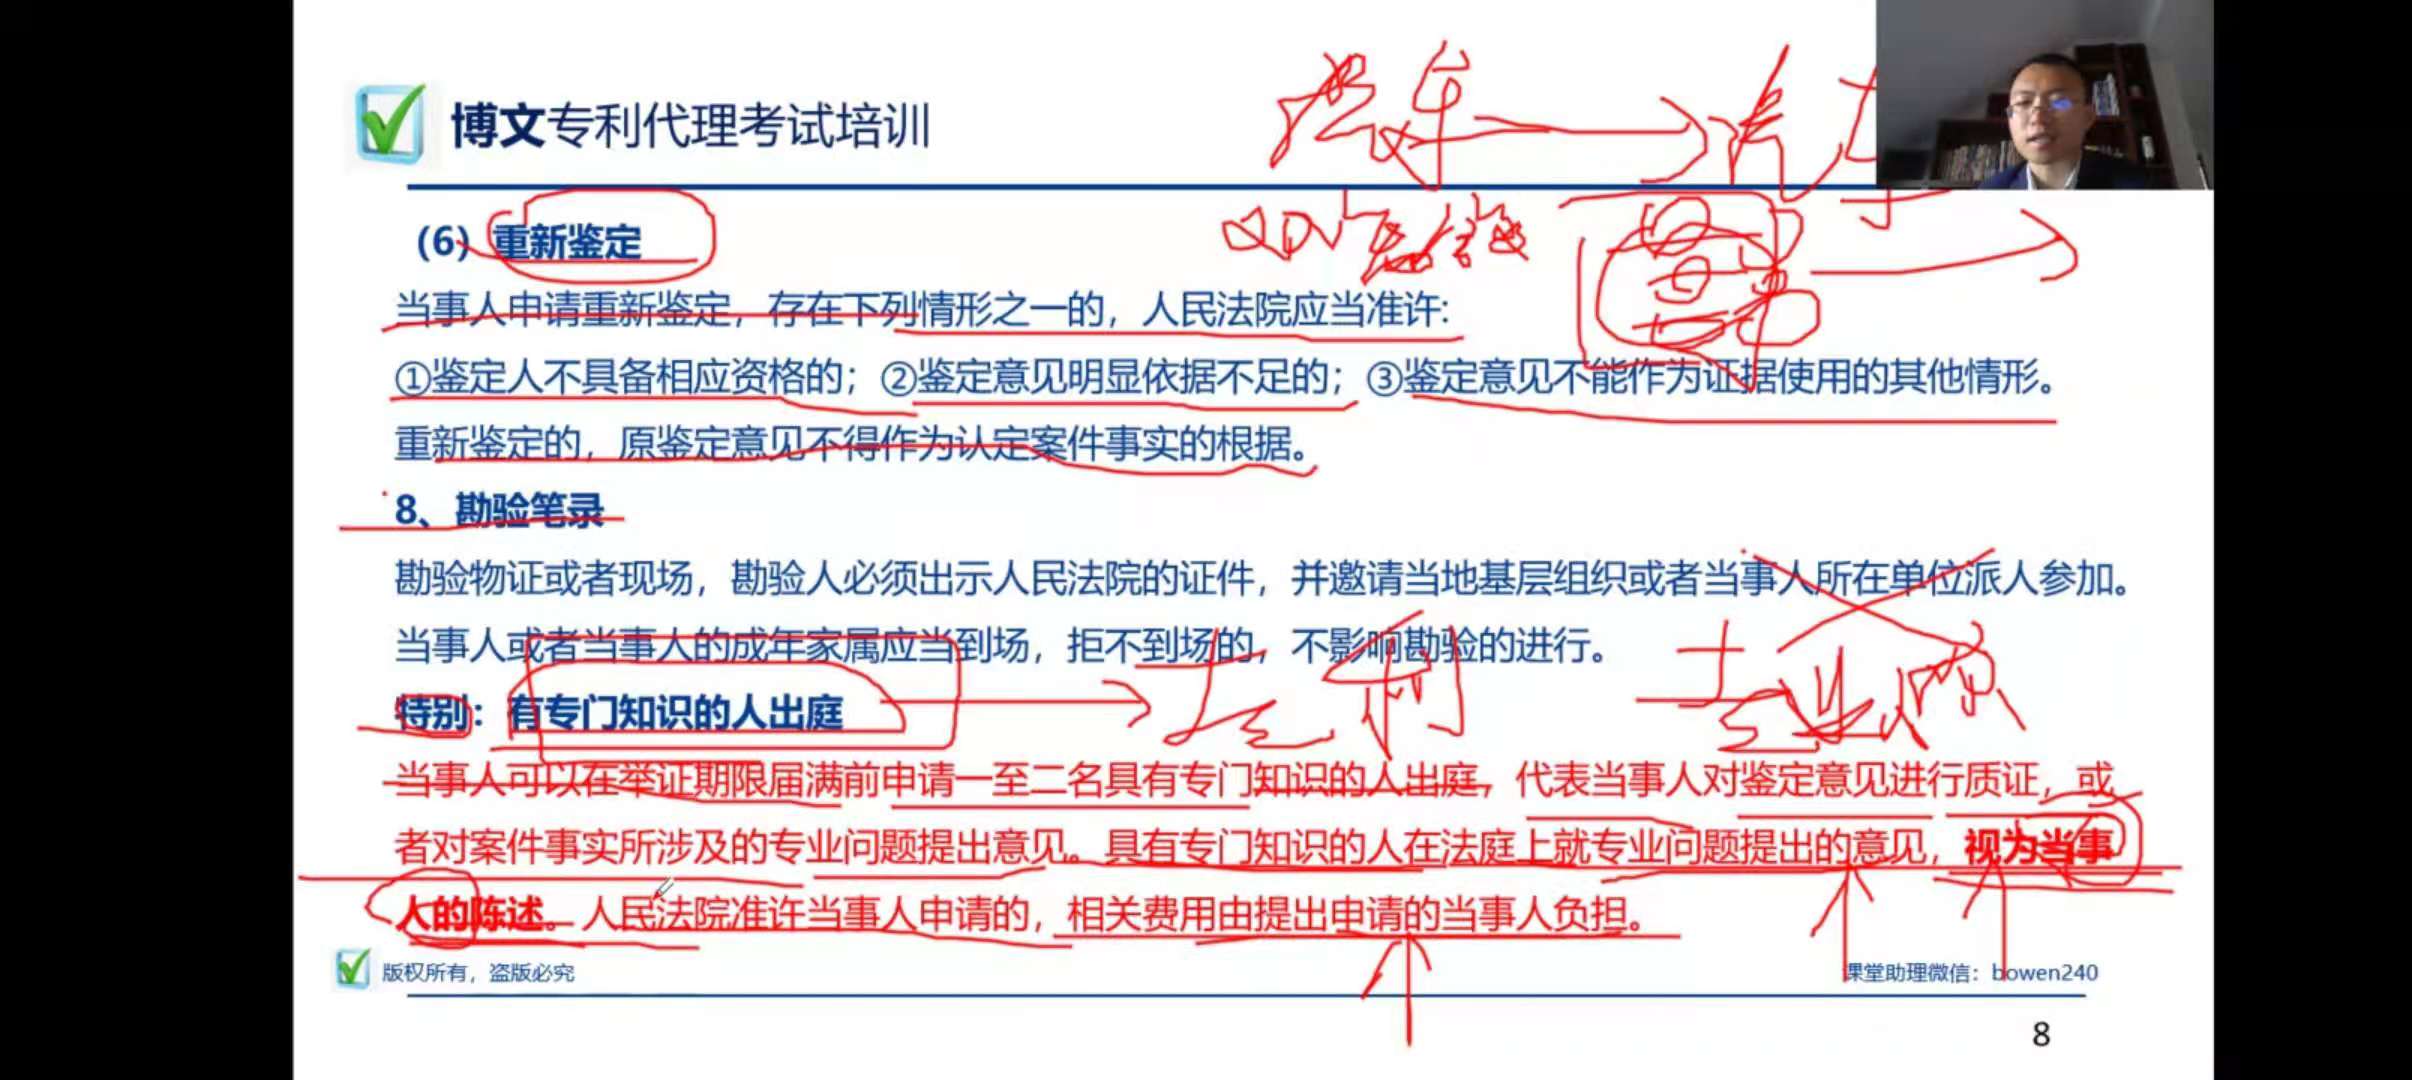 博文专利代理考试培训
（6）重新鉴定
当事人申请重新鉴定，存在下列情形之一的，人民法院应当准许:
①鉴定人不具备相应资格的；②鉴定意见明显依据不足的；③鉴定意见不能作为证据使用的其他情形。
重新鉴定的，原鉴定意见不得作为认定案件事实的根据。
8、勘验笔录
勘验物证或者现场，勘验人必须出示人民法院的证件，并邀请当地基层组织或者当事人所在单位派人参加。
当事人或者当事人的成年家属应当到场，拒不到场的，不影响勘验的进行。
特别：有专门知识的人出庭
当事人可以在举证期限届满前申请一至二名具有专门知识的人出庭，代表当事人对鉴定意见进行质证，或
者对案件事实所涉及的专业问题提出意见。具有专门知识的人在法庭上就专业问题提出的意见，视为当事
人的陈述。人民法院准许当事人申请的，相关费用由提出申请的当事人负担。
版权所有，盗版必究
课堂助理微信：bowen240
8